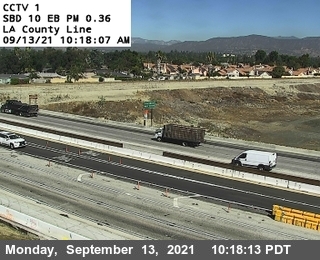 CCTV 1
SBD 10 EB PM 0.36
LA County Line
09/13/21 10:18:07 AM
Monday, September 13, 2021 10:18:13 PDT